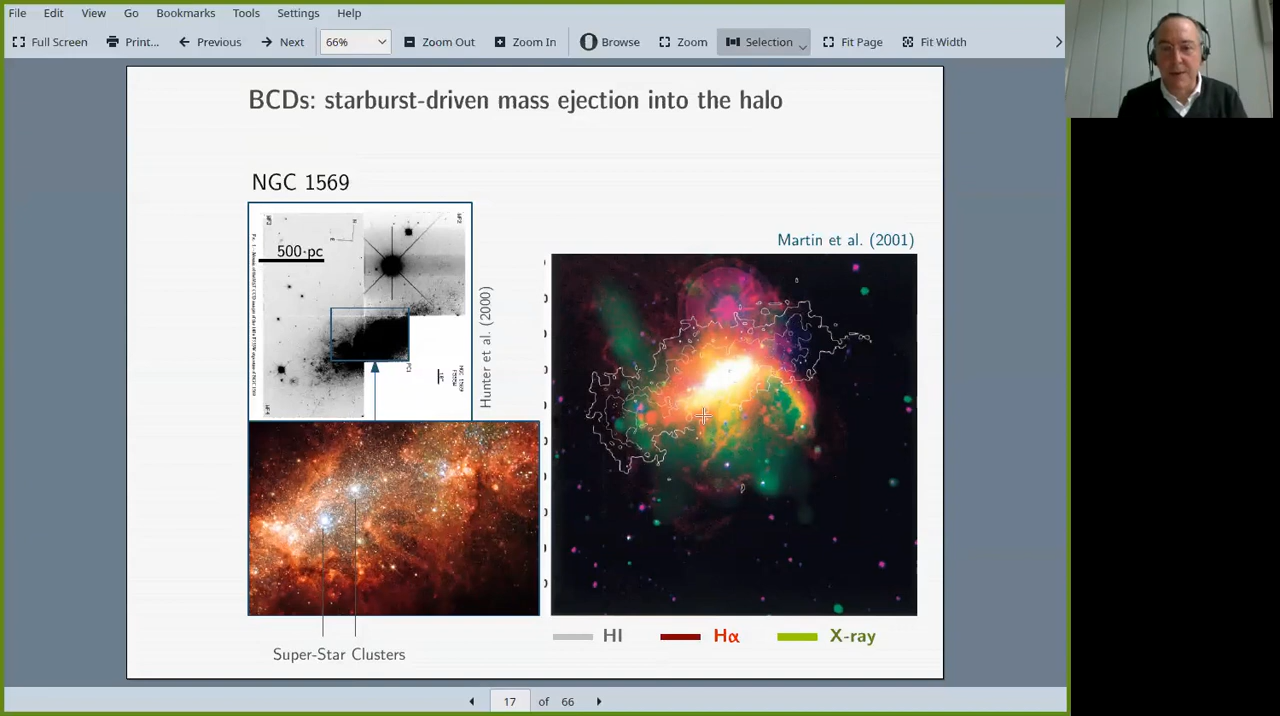 File Edit View Go Bookmarks Tools Settings Help
Full Screen Print... Previous Next 66% Zoom Out Zoom In Browse Zoom Selection Fit Page Fit Width
BCDs: starburst-driven mass ejection into the halo
NGC 1569
500 pc
Hunter et al. (2000)
Martin et al. (2001)
HI Hα X-ray
Super-Star Clusters
17 of 66